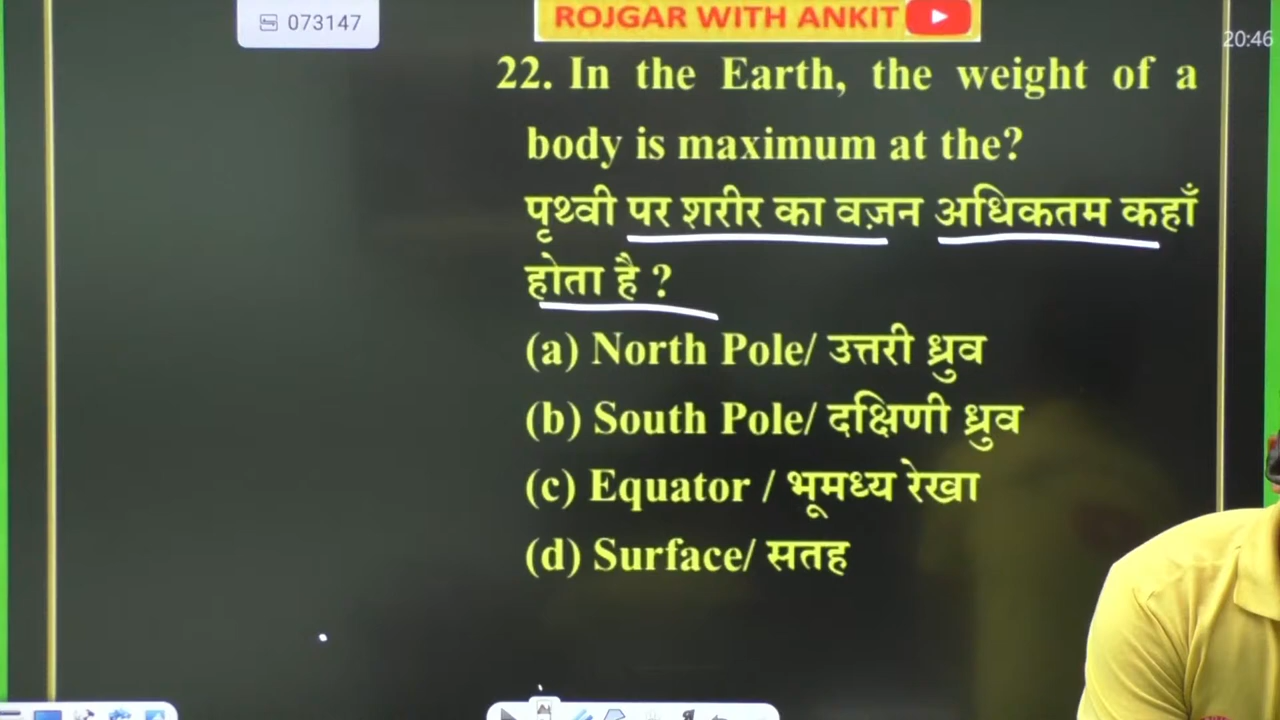 073147
ROJGAR WITH ANKIT
20:46
22. In the Earth, the weight of a
body is maximum at the?
पृथ्वी पर शरीर का वज़न अधिकतम कहाँ
होता है ?
(a) North Pole/ उत्तरी ध्रुव
(b) South Pole/ दक्षिणी ध्रुव
(c) Equator / भूमध्य रेखा
(d) Surface/ सतह